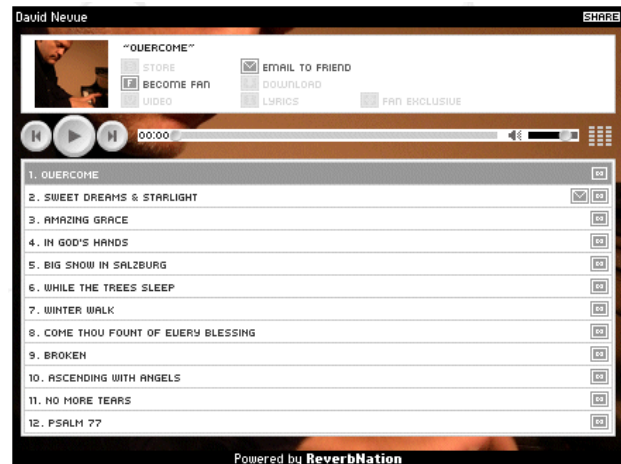 David Nevue
SHARE
"OVERCOME"
STORE
EMAIL TO FRIEND
F BECOME FAN
DOWNLOAD
VIDEO
LYRICS
FAN EXCLUSIVE
00:00
1. OVERCOME
2. SWEET DREAMS & STARLIGHT
3. AMAZING GRACE
4. IN GOD'S HANDS
5. BIG SNOW IN SALZBURG
6. WHILE THE TREES SLEEP
7. WINTER WALK
8. COME THOU FOUNT OF EVERY BLESSING
9. BROKEN
10. ASCENDING WITH ANGELS
11. NO MORE TEARS
12. PSALM 77
Powered by ReverbNation